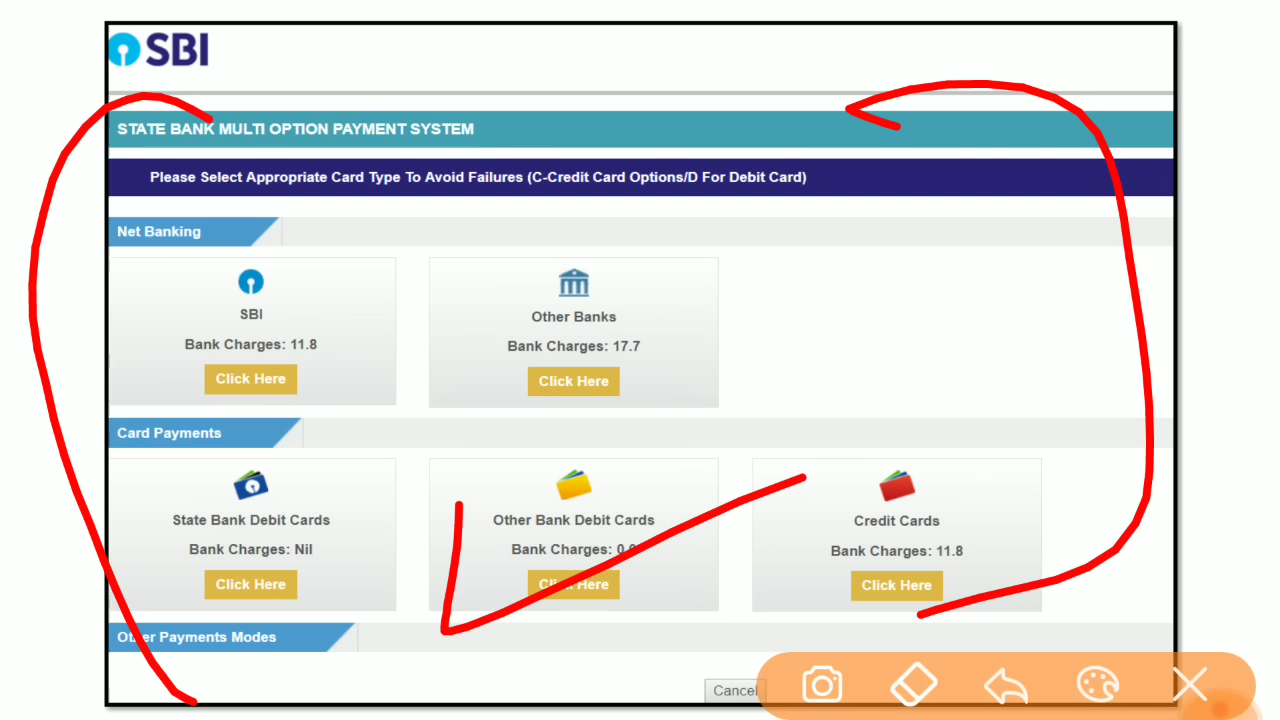 SBI
STATE BANK MULTI OPTION PAYMENT SYSTEM
Please Select Appropriate Card Type To Avoid Failures (C-Credit Card Options/D For Debit Card)
Net Banking
SBI
Bank Charges: 11.8
Click Here
Other Banks
Bank Charges: 17.7
Click Here
Card Payments
State Bank Debit Cards
Bank Charges: Nil
Click Here
Other Bank Debit Cards
Bank Charges:
Click Here
Credit Cards
Bank Charges: 11.8
Click Here
Other Payments Modes
Cancel